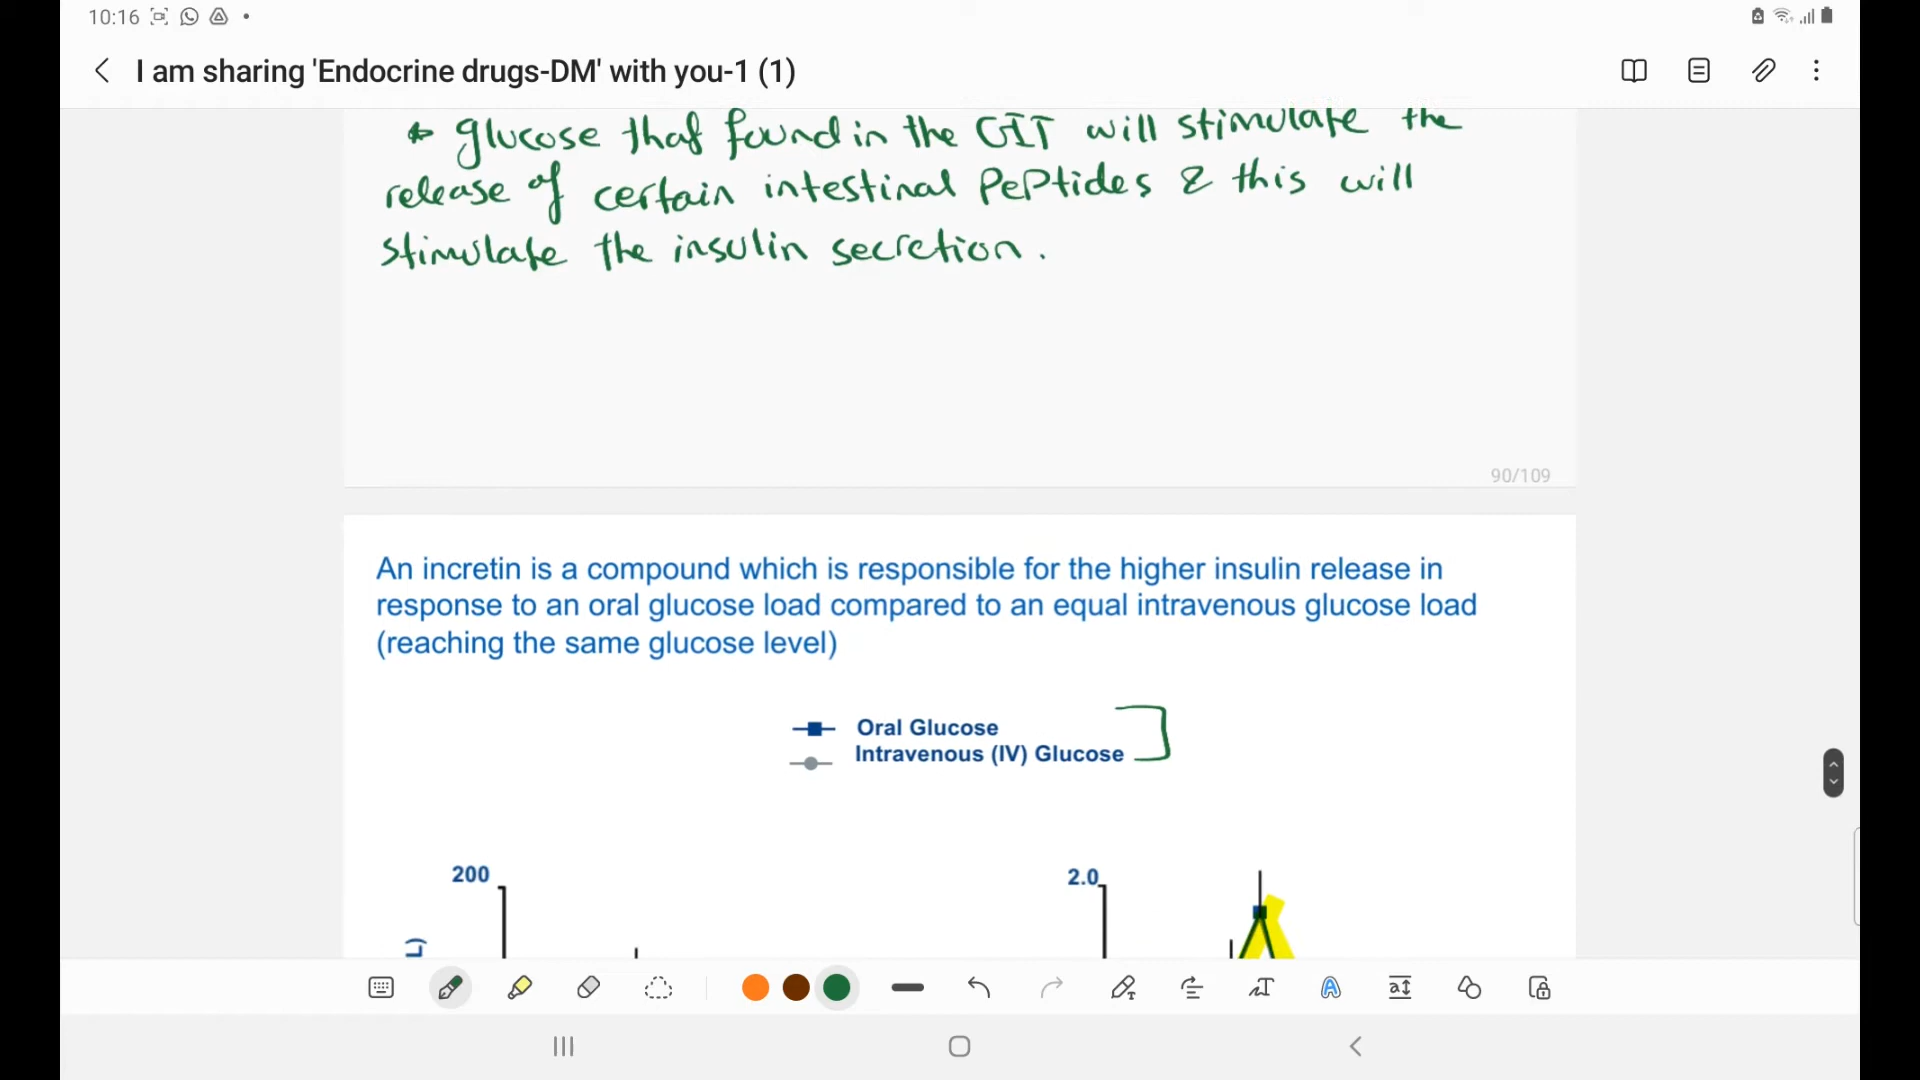 10:16
I am sharing 'Endocrine drugs-DM' with you-1 (1)
glucose that found in the GIT will stimulate the
release of certain intestinal Peptides & this will
stimulate the insulin secretion.
90/109
An incretin is a compound which is responsible for the higher insulin release in
response to an oral glucose load compared to an equal intravenous glucose load
(reaching the same glucose level)
Oral Glucose
Intravenous (IV) Glucose
200
2.0
L)